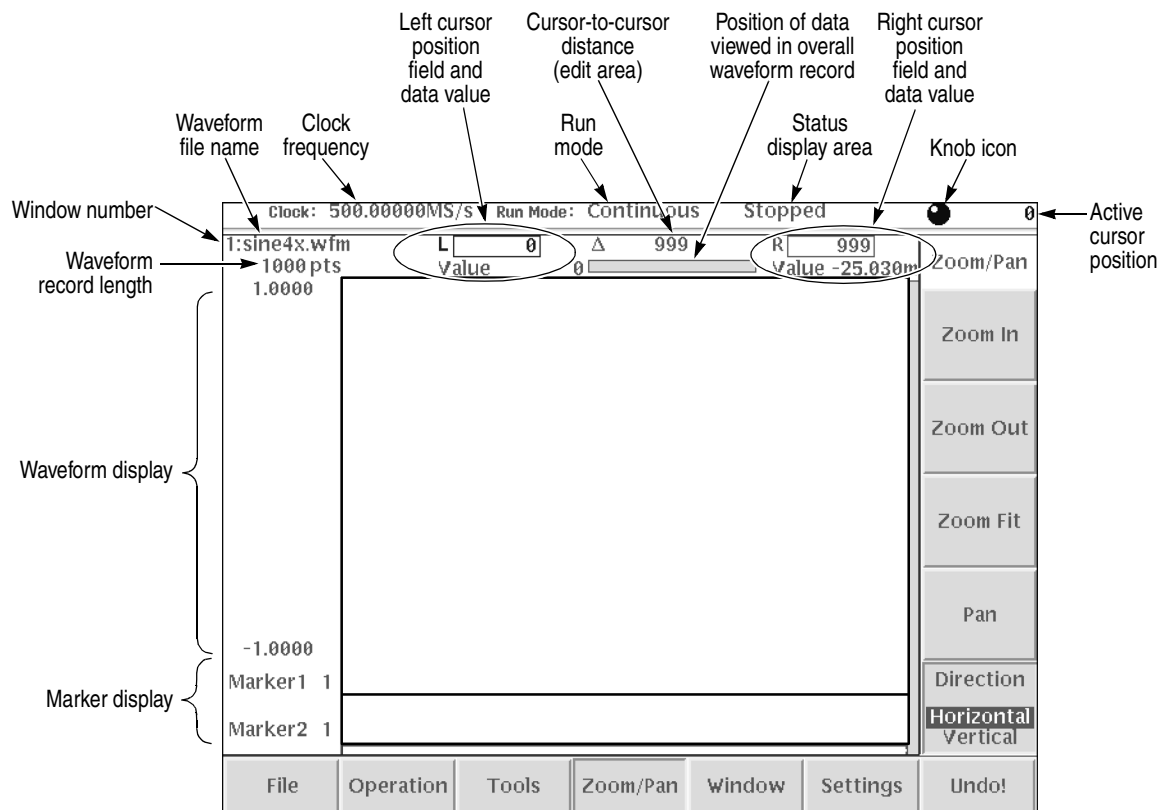 Left cursor
position
field and
data value
Cursor-to-cursor
distance
(edit area)
Position of data
viewed in overall
waveform record
Right cursor
position
field and
data value
Waveform
file name
Clock
frequency
Run
mode
Status
display area
Knob icon
Window number
Clock: 500.00000MS/s Run Mode: Continuous Stopped 0
Active
cursor
position
1:sine4x.wfm L 0 Δ 999 R 999
Waveform
record length
1000 pts Value 0 Value -25.030m
Zoom/Pan
1.0000
Zoom In
Zoom Out
Waveform display
Zoom Fit
Pan
-1.0000
Marker display
Marker1 1
Marker2 1
Direction
Horizontal
Vertical
File Operation Tools Zoom/Pan Window Settings Undo!